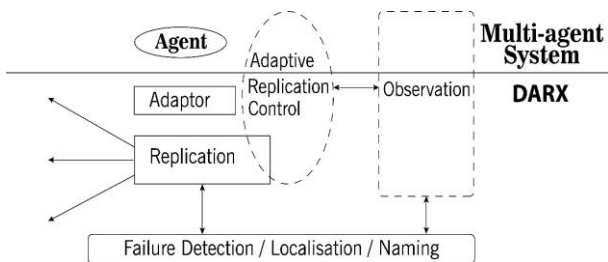 Agent
Multi-agent
System
Adaptive
Replication
Control
Observation
DARX
Adaptor
Replication
Failure Detection / Localisation / Naming